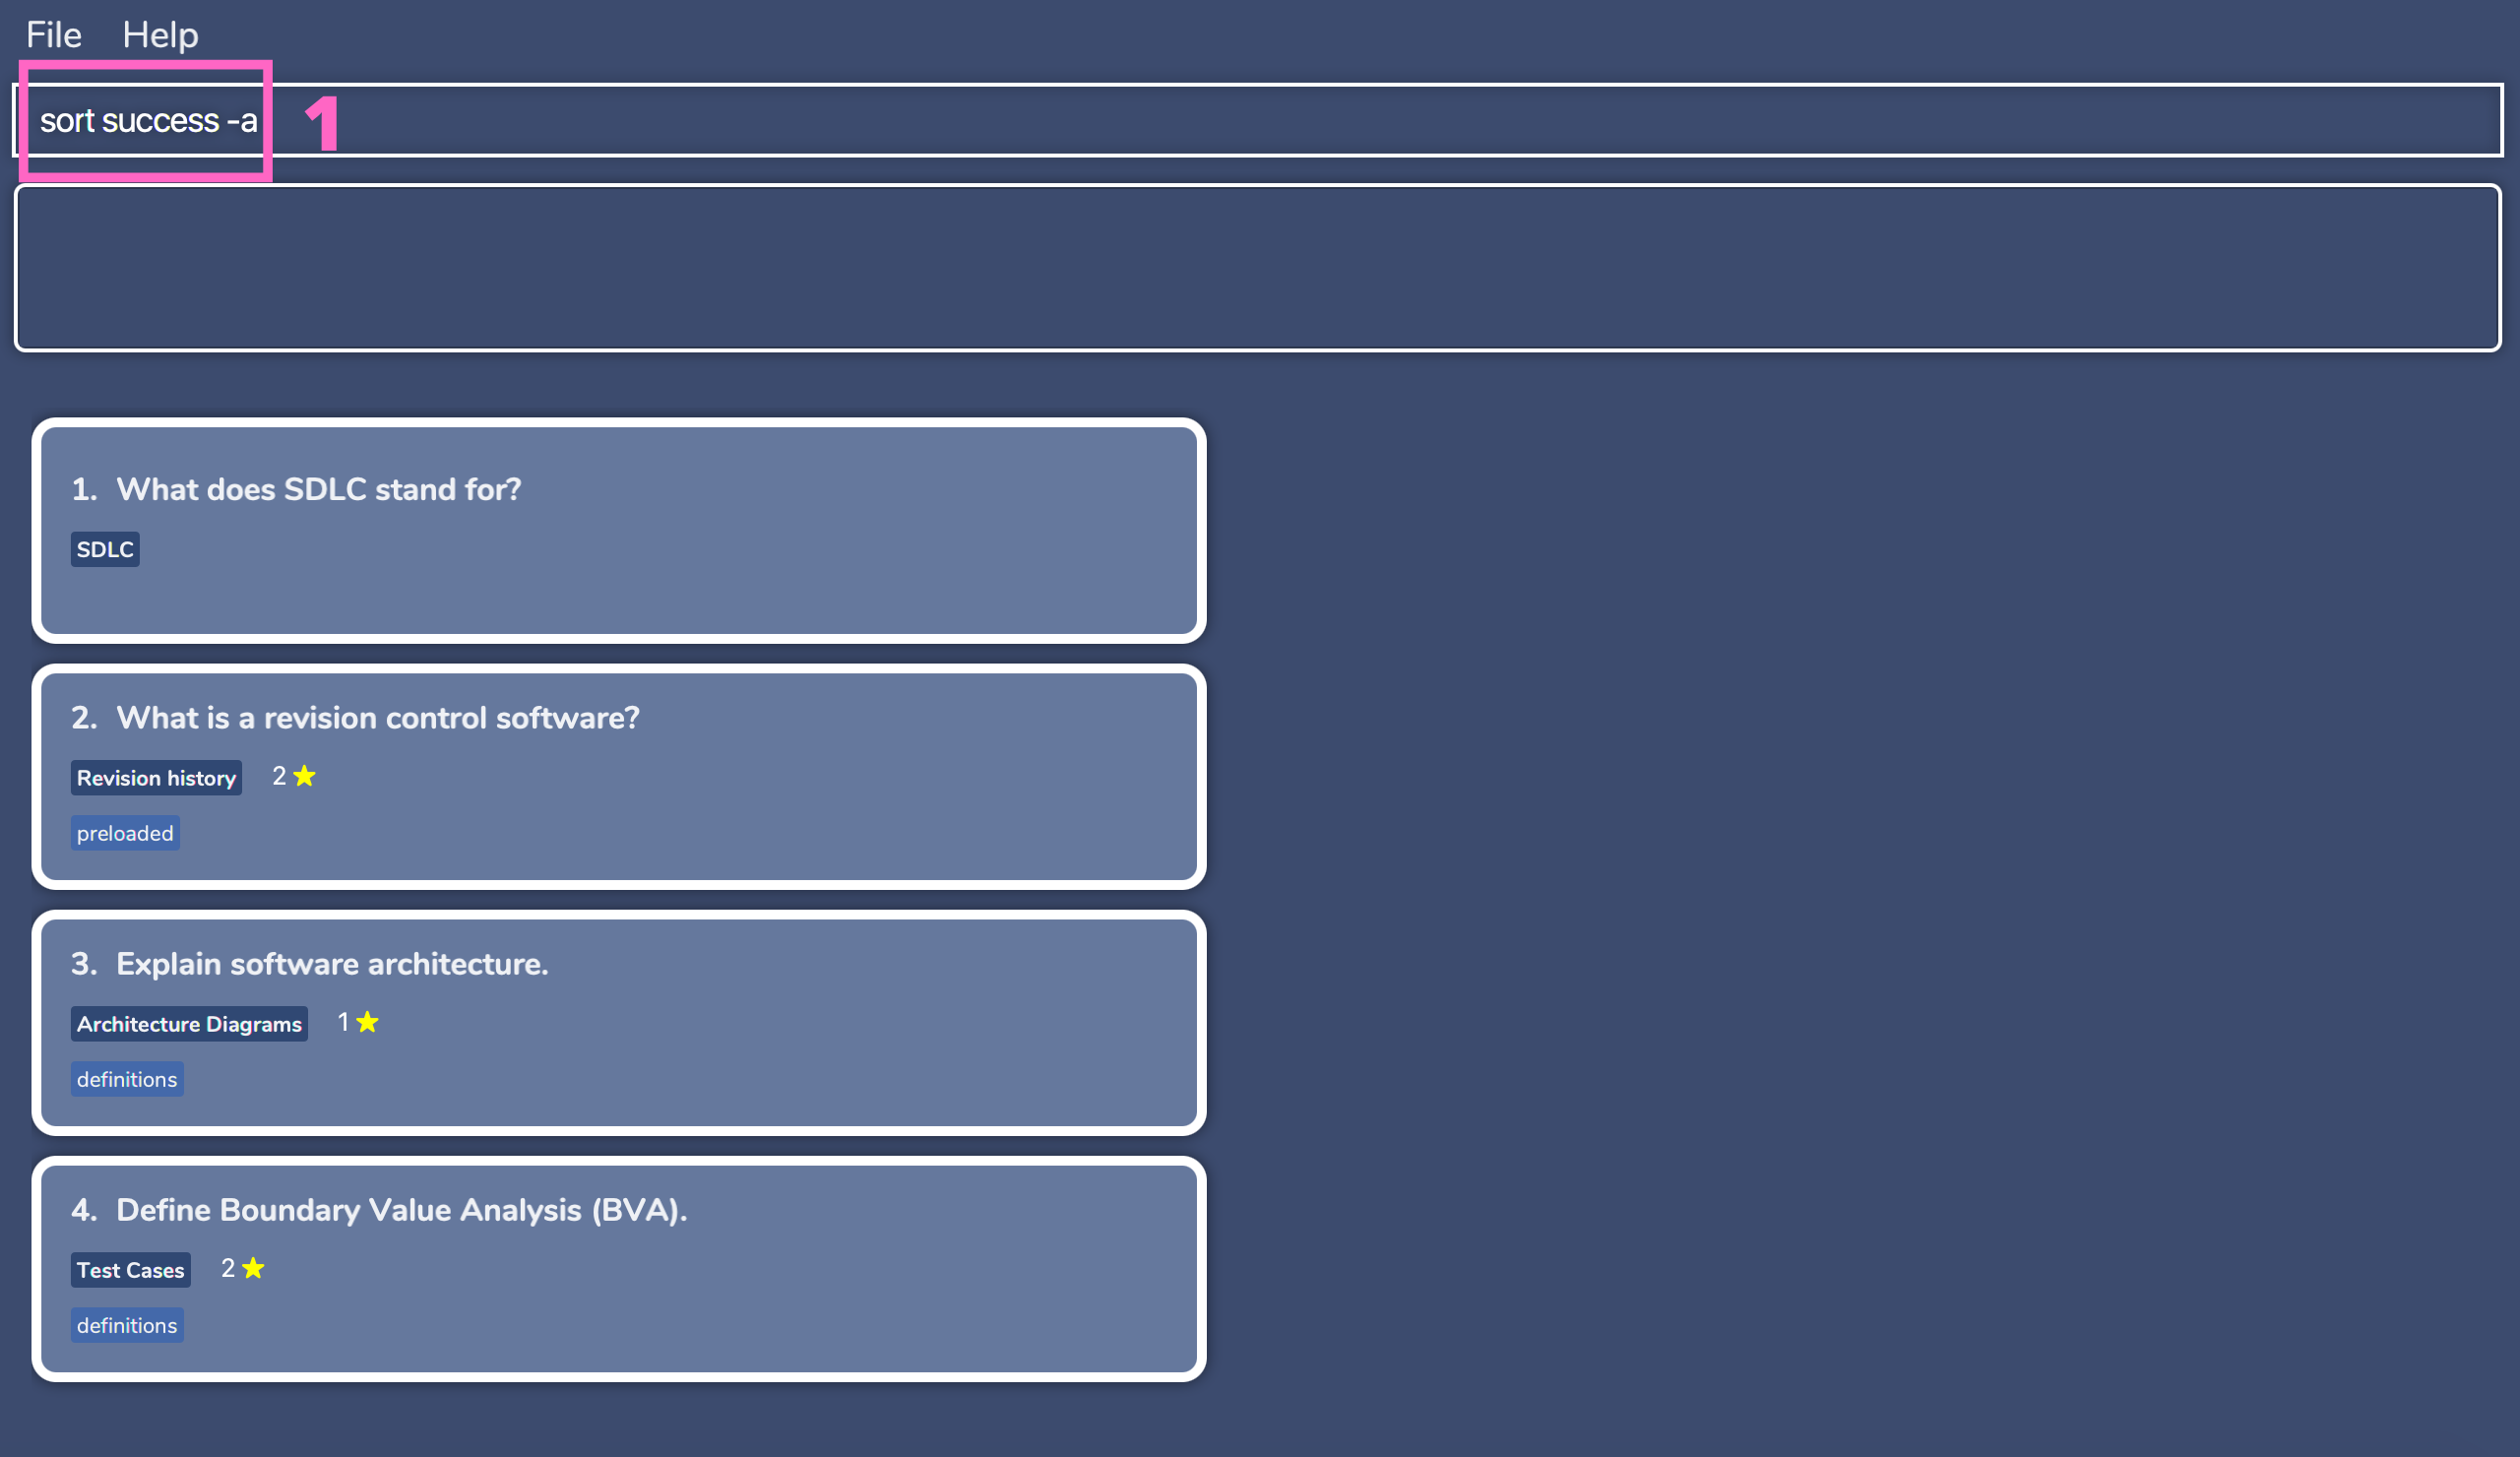 File Help
sort success -a 1
1. What does SDLC stand for?
SDLC
2. What is a revision control software?
Revision history 2 ★
preloaded
3. Explain software architecture.
Architecture Diagrams 1 ★
definitions
4. Define Boundary Value Analysis (BVA).
Test Cases 2 ★
definitions